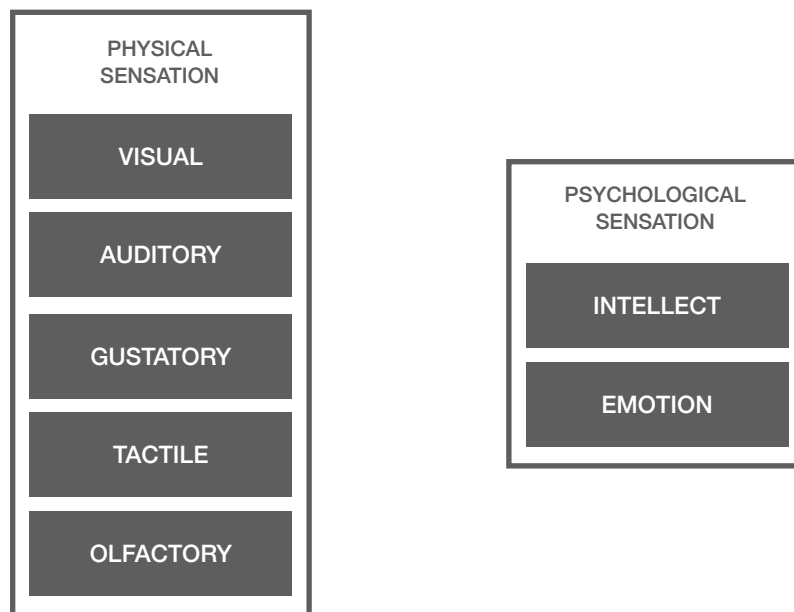 PHYSICAL
SENSATION
VISUAL
AUDITORY
GUSTATORY
TACTILE
OLFACTORY
PSYCHOLOGICAL
SENSATION
INTELLECT
EMOTION